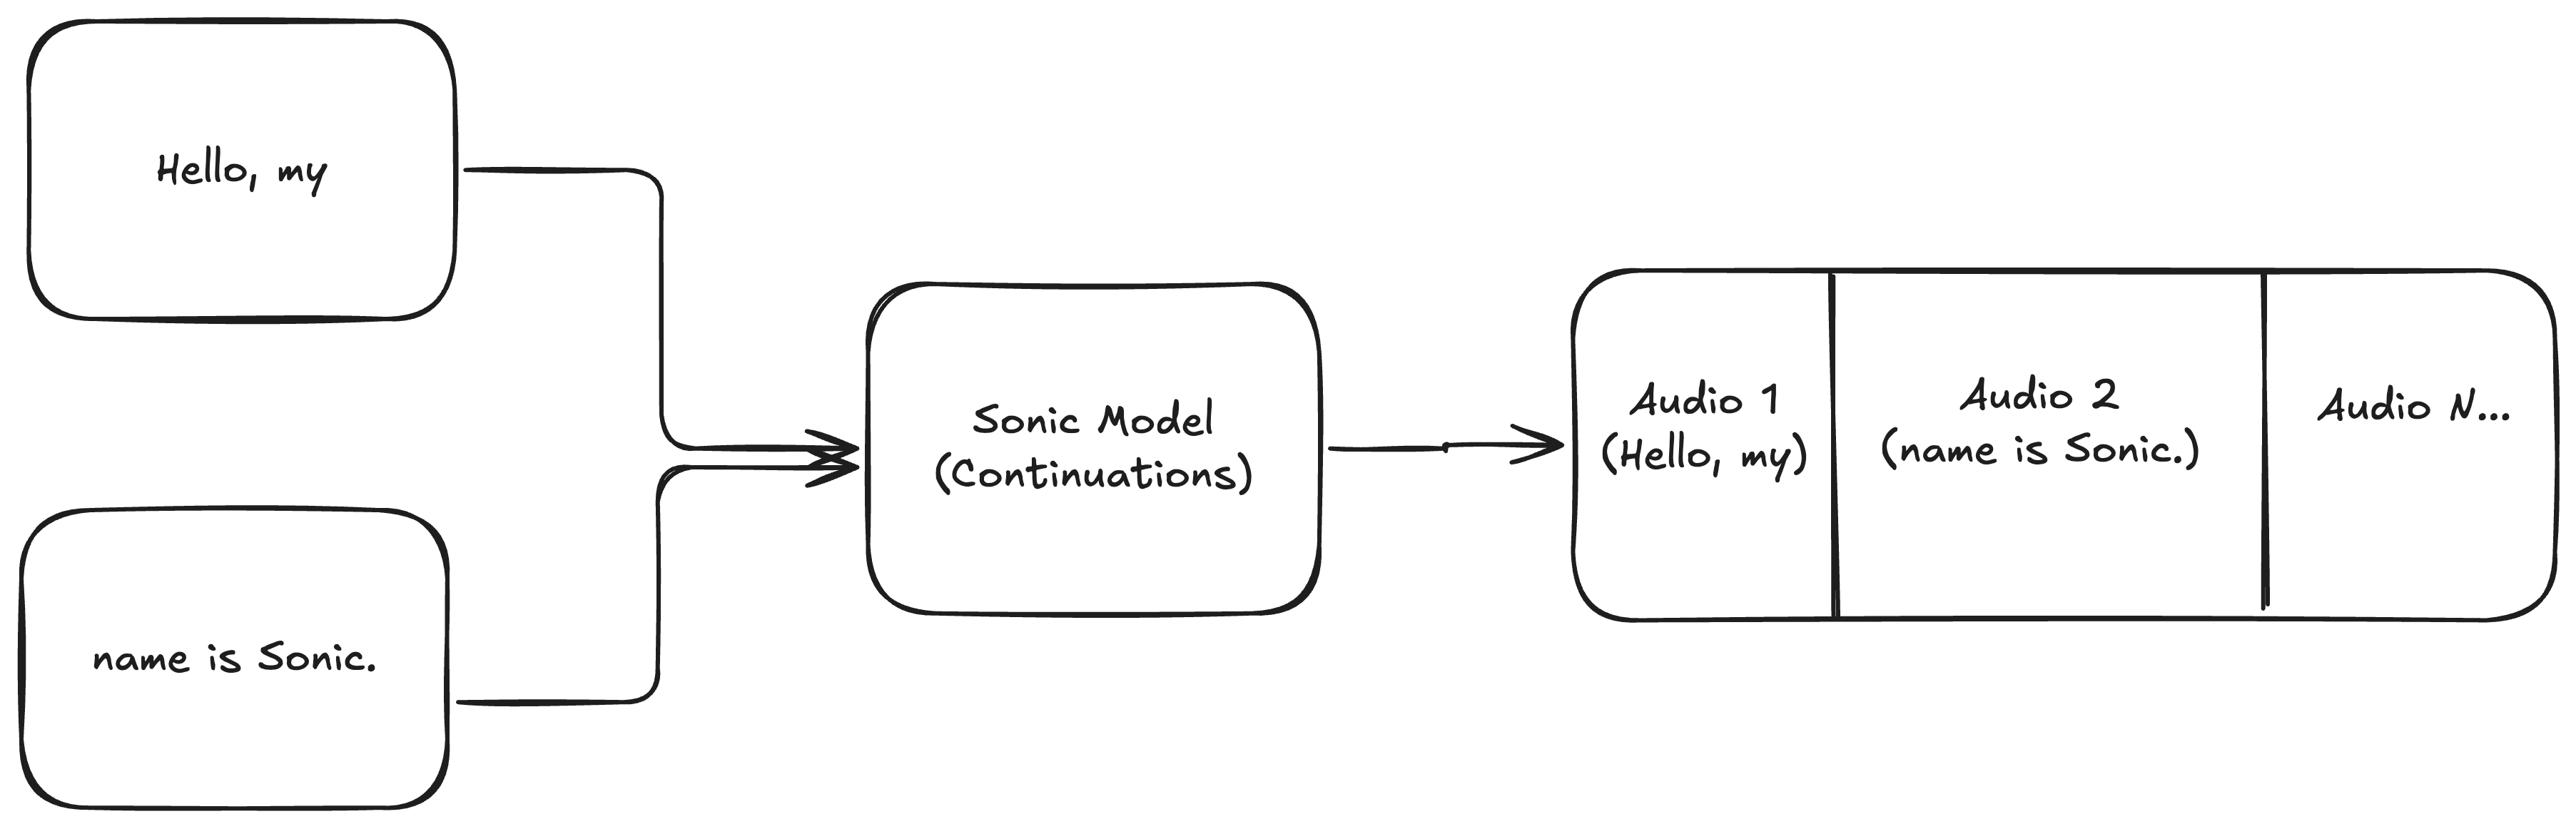 Hello, my
name is Sonic.
Sonic Model
(Continuations)
Audio 1
(Hello, my)
Audio 2
(name is Sonic.)
Audio N...